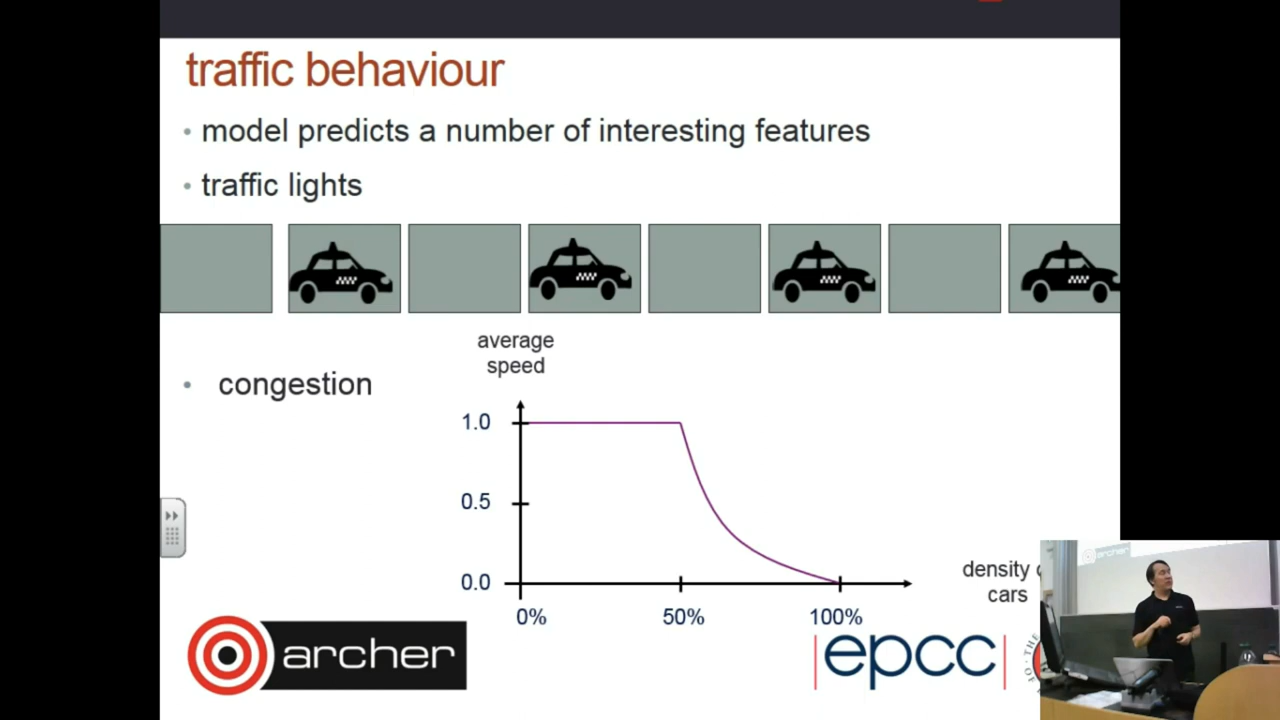 traffic behaviour
• model predicts a number of interesting features
• traffic lights
average
speed
• congestion
1.0
0.5
0.0
0%
50%
100%
density
cars
archer
epcc
archer